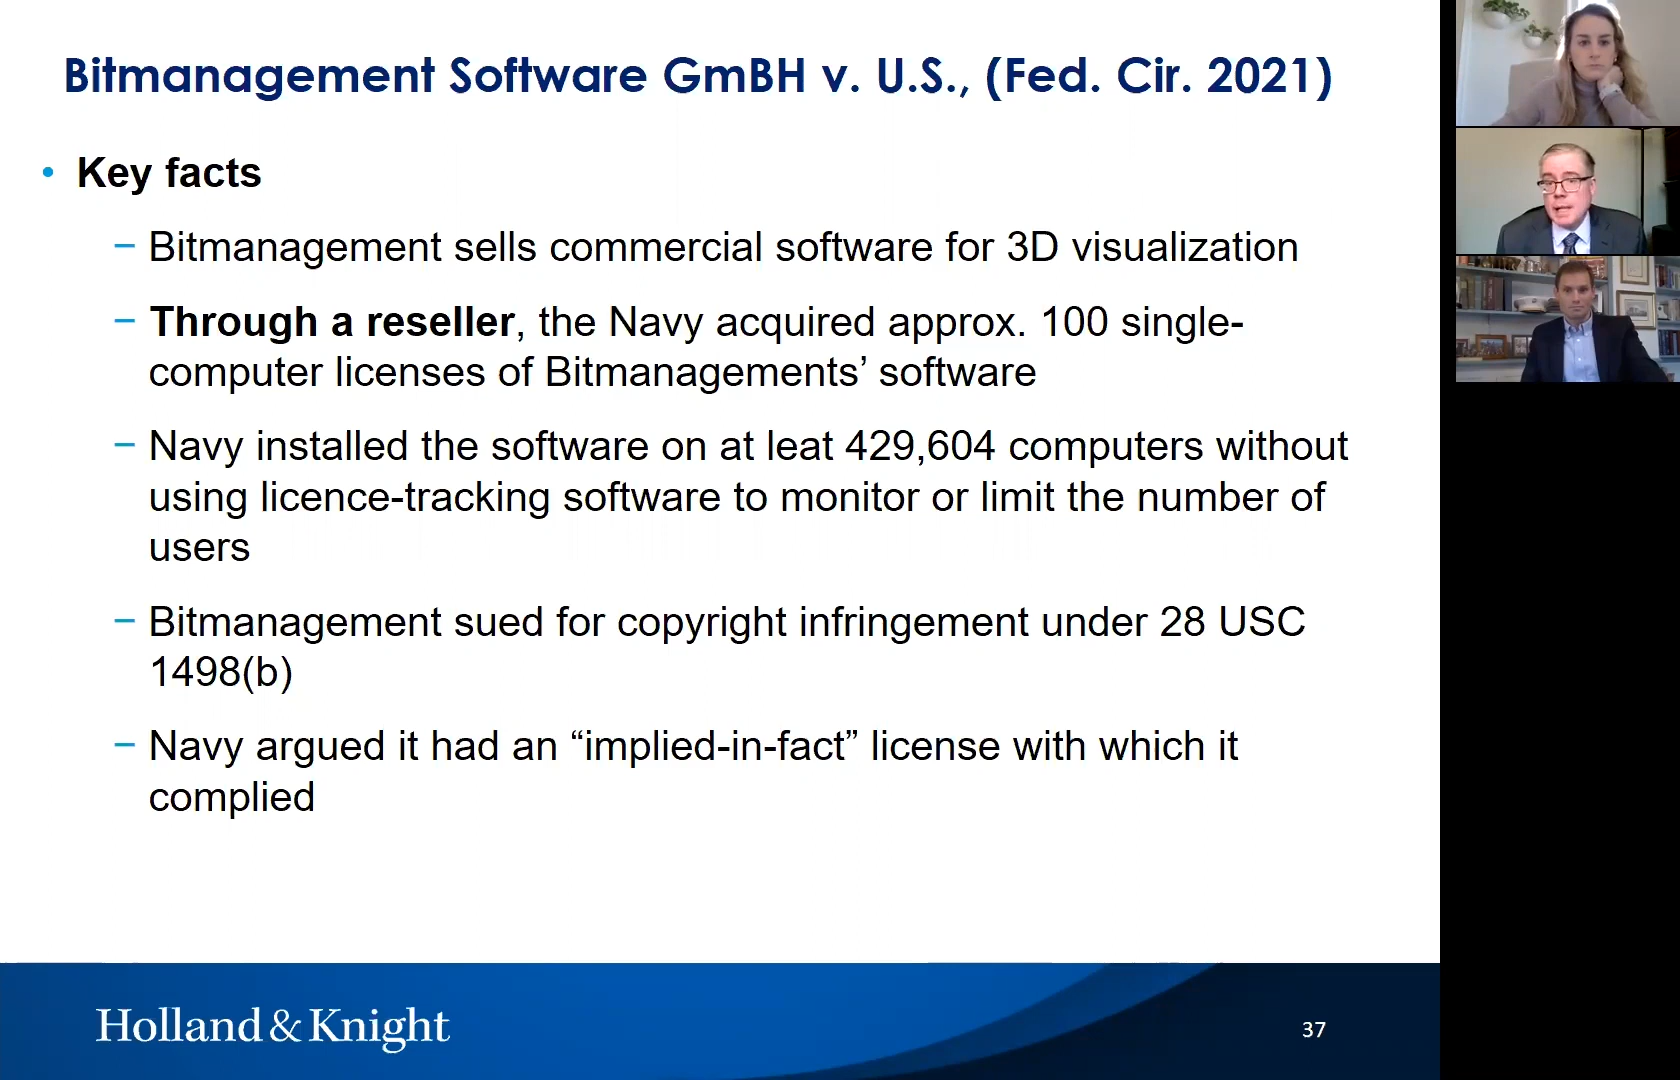 Bitmanagement Software GmBH v. U.S., (Fed. Cir. 2021)
• Key facts
− Bitmanagement sells commercial software for 3D visualization
− Through a reseller, the Navy acquired approx. 100 single-
computer licenses of Bitmanagements’ software
− Navy installed the software on at leat 429,604 computers without
using licence-tracking software to monitor or limit the number of
users
− Bitmanagement sued for copyright infringement under 28 USC
1498(b)
− Navy argued it had an “implied-in-fact” license with which it
complied
Holland & Knight
37